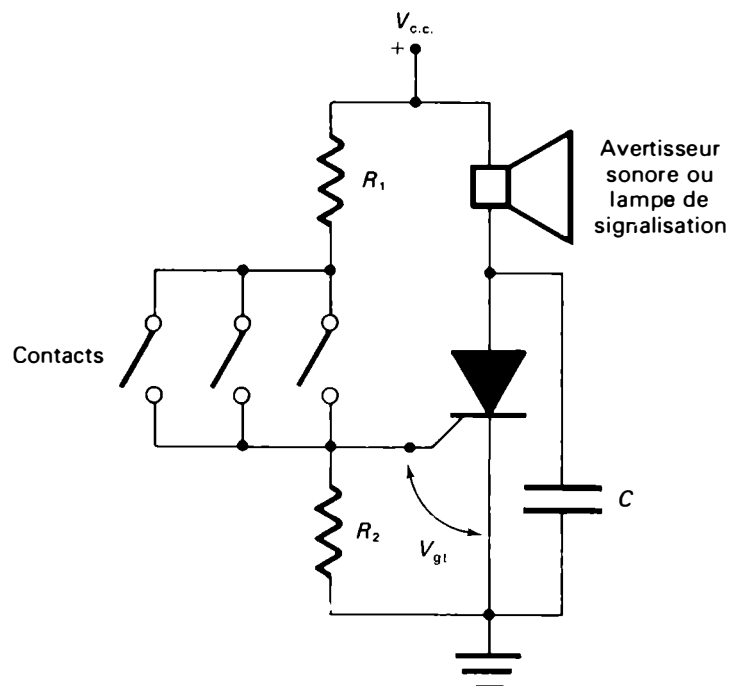 V c.c.
+
R₁
Avertisseur
sonore ou
lampe de
signalisation
Contacts
R₂
V gt
C